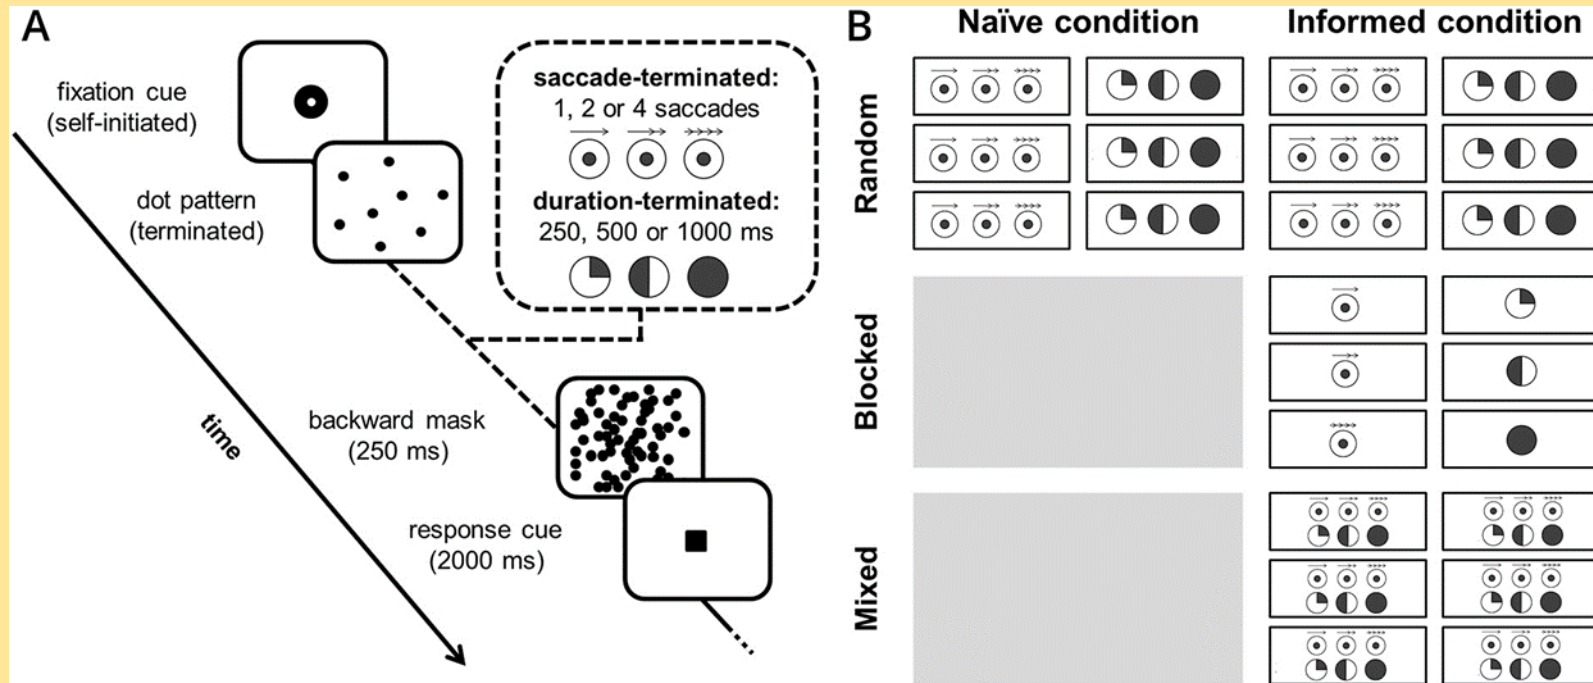 A
fixation cue
(self-initiated)
dot pattern
(terminated)
saccade-terminated:
1, 2 or 4 saccades
duration-terminated:
250, 500 or 1000 ms
backward mask
(250 ms)
time
response cue
(2000 ms)
B
Naïve condition
Informed condition
Random
Blocked
Mixed